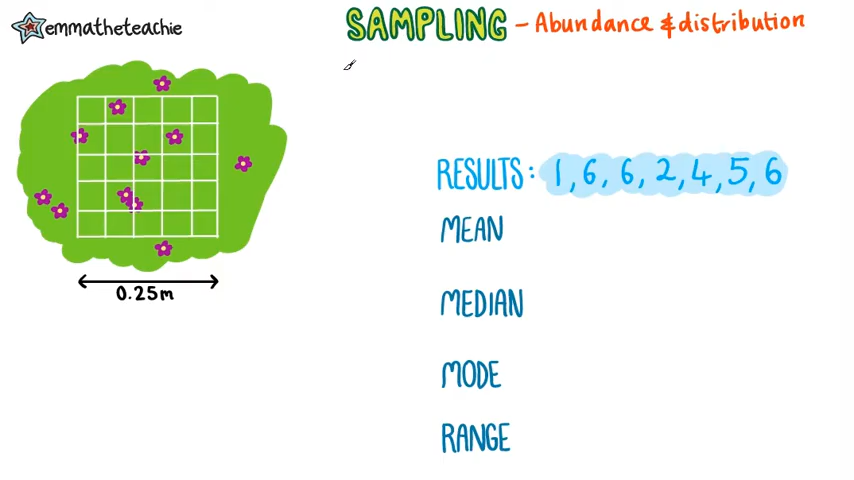 emmatheteachie
SAMPLING - Abundance & distribution
RESULTS: 1, 6, 6, 2, 4, 5, 6
MEAN
MEDIAN
MODE
RANGE
0.25m